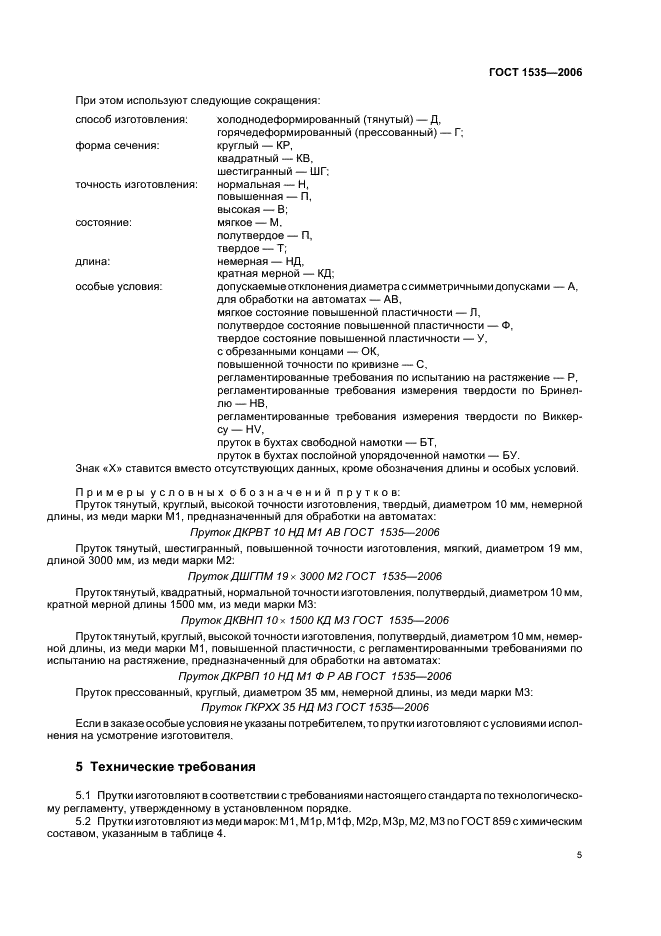 ГОСТ 1535—2006
При этом используют следующие сокращения:
способ изготовления: холоднодеформированный (тянутый) — Д,
горячедеформированный (прессованный) — Г;
форма сечения: круглый — КР,
квадратный — КВ,
шестигранный — ШГ;
точность изготовления: нормальная — Н,
повышенная — П,
высокая — В;
состояние: мягкое — М,
полутвердое — П,
твердое — Т;
длина: немерная — НД,
кратная мерной — КД;
особые условия: допускаемые отклонения диаметра с симметричными допусками — А,
для обработки на автоматах — АВ,
мягкое состояние повышенной пластичности — Л,
полутвердое состояние повышенной пластичности — Ф,
твердое состояние повышенной пластичности — У,
с обрезанными концами — ОК,
повышенной точности по кривизне — С,
регламентированные требования по испытанию на растяжение — Р,
регламентированные требования измерения твердости по Бринел-
лю — НВ,
регламентированные требования измерения твердости по Виккер-
су — HV,
пруток в бухтах свободной намотки — БТ,
пруток в бухтах послойной упорядоченной намотки — БУ.
Знак «Х» ставится вместо отсутствующих данных, кроме обозначения длины и особых условий.
Примеры условных обозначений прутков:
Пруток тянутый, круглый, высокой точности изготовления, твердый, диаметром 10 мм, немерной
длины, из меди марки М1, предназначенный для обработки на автоматах:
Пруток ДКРВТ 10 НД М1 АВ ГОСТ 1535—2006
Пруток тянутый, шестигранный, повышенной точности изготовления, мягкий, диаметром 19 мм,
длиной 3000 мм, из меди марки М2:
Пруток ДШГПМ 19 × 3000 М2 ГОСТ 1535—2006
Пруток тянутый, квадратный, нормальной точности изготовления, полутвердый, диаметром 10 мм,
кратной мерной длины 1500 мм, из меди марки М3:
Пруток ДКВНП 10 × 1500 КД М3 ГОСТ 1535—2006
Пруток тянутый, круглый, высокой точности изготовления, полутвердый, диаметром 10 мм, немер-
ной длины, из меди марки М1, повышенной пластичности, с регламентированными требованиями по
испытанию на растяжение, предназначенный для обработки на автоматах:
Пруток ДКРВП 10 НД М1 Ф Р АВ ГОСТ 1535—2006
Пруток прессованный, круглый, диаметром 35 мм, немерной длины, из меди марки М3:
Пруток ГКРХХ 35 НД М3 ГОСТ 1535—2006
Если в заказе особые условия не указаны потребителем, то прутки изготовляют с условиями испол-
нения на усмотрение изготовителя.
5 Технические требования
5.1 Прутки изготовляют в соответствии с требованиями настоящего стандарта по технологическо-
му регламенту, утвержденному в установленном порядке.
5.2 Прутки изготовляют из меди марок: М1, М1р, М1ф, М2р, М3р, М2, М3 по ГОСТ 859 с химическим
составом, указанным в таблице 4.
5